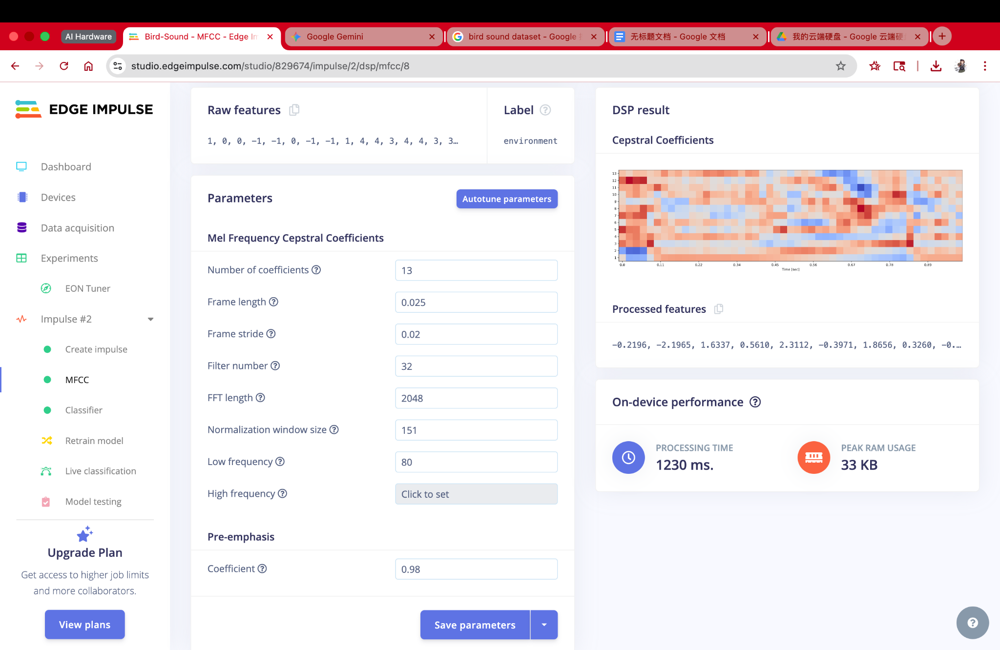 AI Hardware
Bird-Sound - MFCC - Edge Im
Google Gemini
bird sound dataset - Google
无标题文档 - Google 文档
我的云端硬盘 - Google 云端硬
studio.edgeimpulse.com/studio/829674/impulse/2/dsp/mfcc/8
EDGE IMPULSE
Dashboard
Devices
Data acquisition
Experiments
EON Tuner
Impulse #2
Create impulse
MFCC
Classifier
Retrain model
Live classification
Model testing
Upgrade Plan
Get access to higher job limits
and more collaborators.
View plans
Raw features
1, 0, 0, -1, -1, 0, -1, -1, 1, 4, 4, 3, 4, 4, 3, 3…
Label
environment
Parameters
Autotune parameters
Mel Frequency Cepstral Coefficients
Number of coefficients
13
Frame length
0.025
Frame stride
0.02
Filter number
32
FFT length
2048
Normalization window size
151
Low frequency
80
High frequency
Click to set
Pre-emphasis
Coefficient
0.98
Save parameters
DSP result
Cepstral Coefficients
13
12
11
10
9
8
7
6
5
4
3
2
1
0.0 0.11 0.22 0.34 0.45 0.56 0.67 0.78 0.89
Time [sec]
Processed features
-0.2196, -2.1965, 1.6337, 0.5610, 2.3112, -0.3971, 1.8656, 0.3260, -0.…
On-device performance
PROCESSING TIME
1230 ms.
PEAK RAM USAGE
33 KB